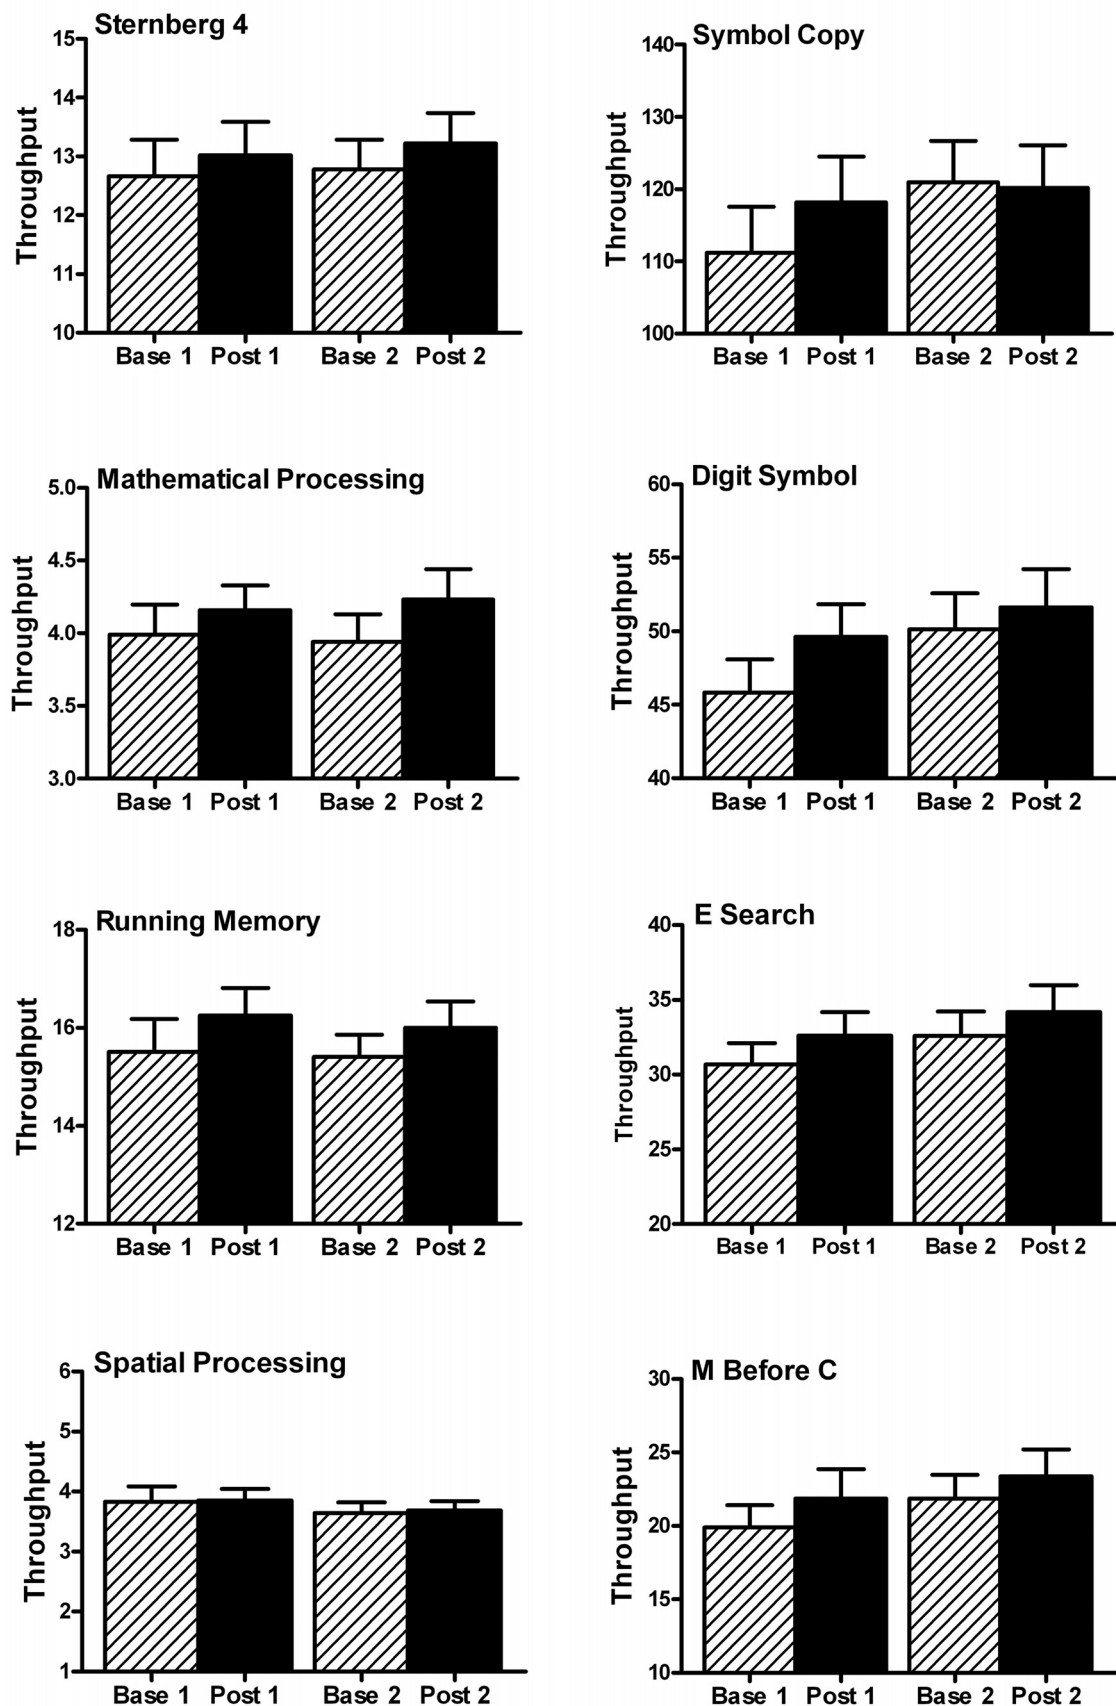 Sternberg 4
Throughput
15
14
13
12
11
10
Base 1 Post 1 Base 2 Post 2
Symbol Copy
Throughput
140
130
120
110
100
Base 1 Post 1 Base 2 Post 2
Mathematical Processing
Throughput
5.0
4.5
4.0
3.5
3.0
Base 1 Post 1 Base 2 Post 2
Digit Symbol
Throughput
60
55
50
45
40
Base 1 Post 1 Base 2 Post 2
Running Memory
Throughput
18
16
14
12
Base 1 Post 1 Base 2 Post 2
E Search
Throughput
40
35
30
25
20
Base 1 Post 1 Base 2 Post 2
Spatial Processing
Throughput
6
5
4
3
2
1
Base 1 Post 1 Base 2 Post 2
M Before C
Throughput
30
25
20
15
10
Base 1 Post 1 Base 2 Post 2